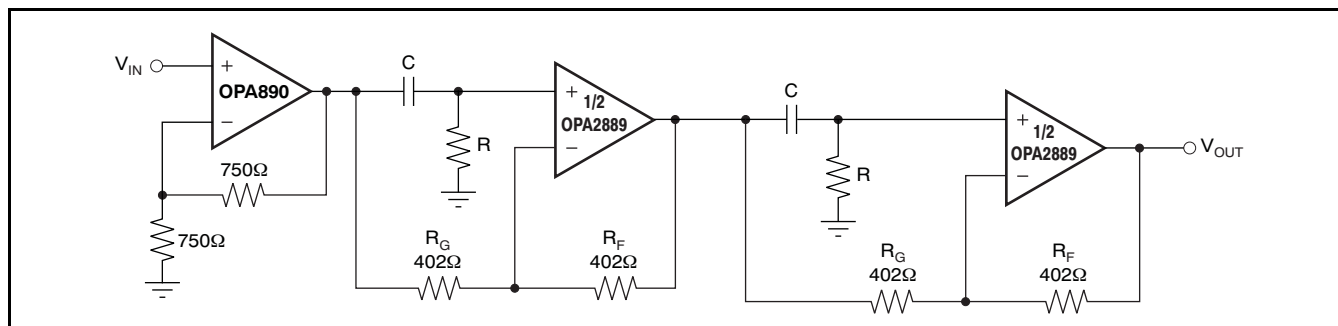 V_IN
+
OPA890
−
750Ω
750Ω
C
R
+
1/2
OPA2889
−
R_G
402Ω
R_F
402Ω
C
R
+
1/2
OPA2889
−
R_G
402Ω
R_F
402Ω
V_OUT